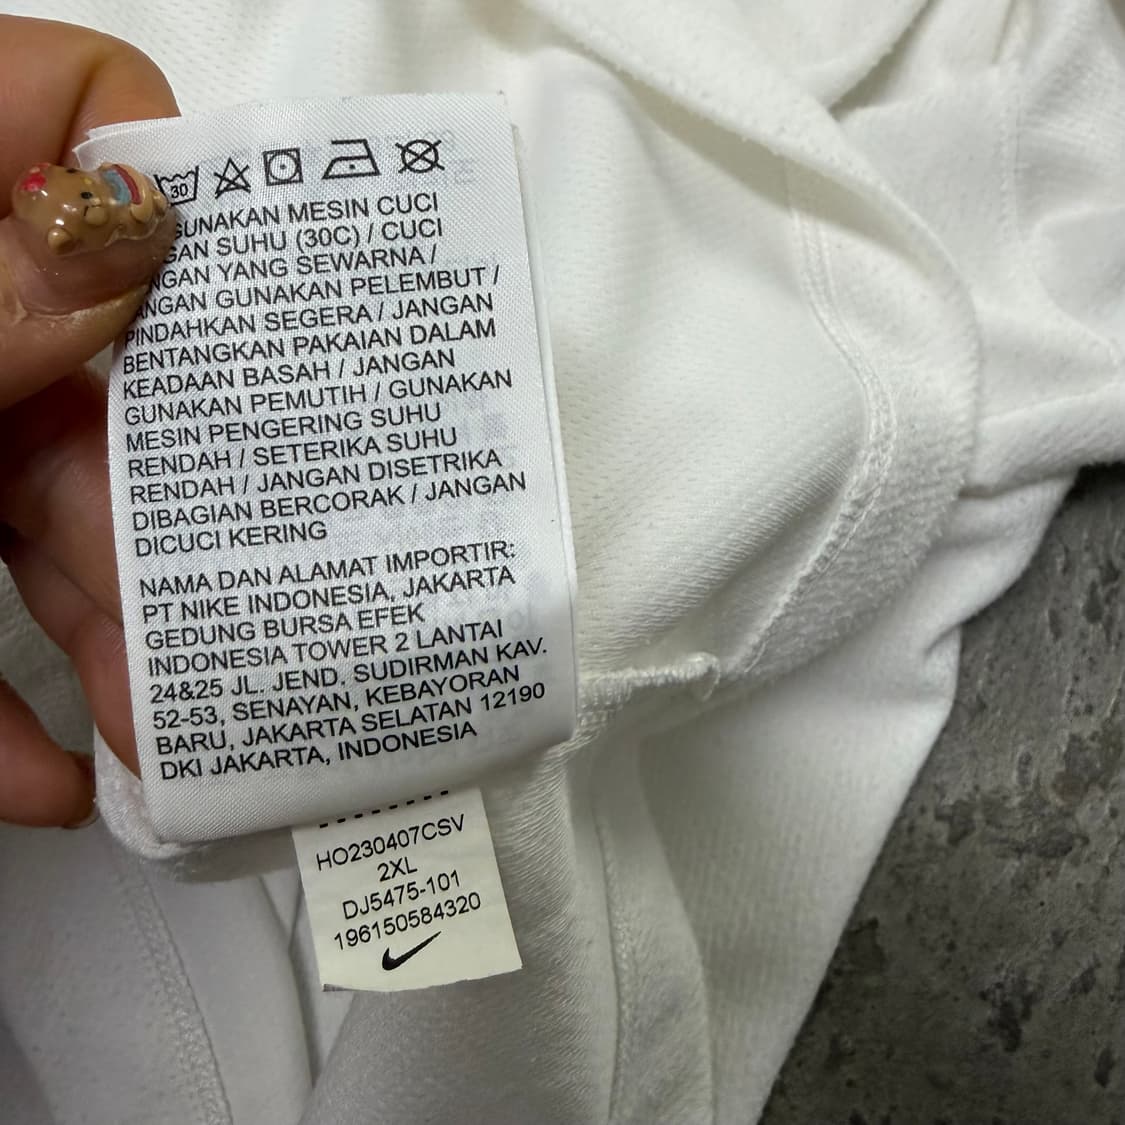 30
GUNAKAN MESIN CUCI
GAN SUHU (30C) / CUCI
NGAN YANG SEWARNA /
ANGAN GUNAKAN PELEMBUT /
PINDAHKAN SEGERA / JANGAN
BENTANGKAN PAKAIAN DALAM
KEADAAN BASAH / JANGAN
GUNAKAN PEMUTIH / GUNAKAN
MESIN PENGERING SUHU
RENDAH / SETERIKA SUHU
RENDAH / JANGAN DISETRIKA
DIBAGIAN BERCORAK / JANGAN
DICUCI KERING
NAMA DAN ALAMAT IMPORTIR:
PT NIKE INDONESIA, JAKARTA
GEDUNG BURSA EFEK
INDONESIA TOWER 2 LANTAI
24&25 JL. JEND. SUDIRMAN KAV.
52-53, SENAYAN, KEBAYORAN
BARU, JAKARTA SELATAN 12190
DKI JAKARTA, INDONESIA
HO230407CSV
2XL
DJ5475-101
196150584320